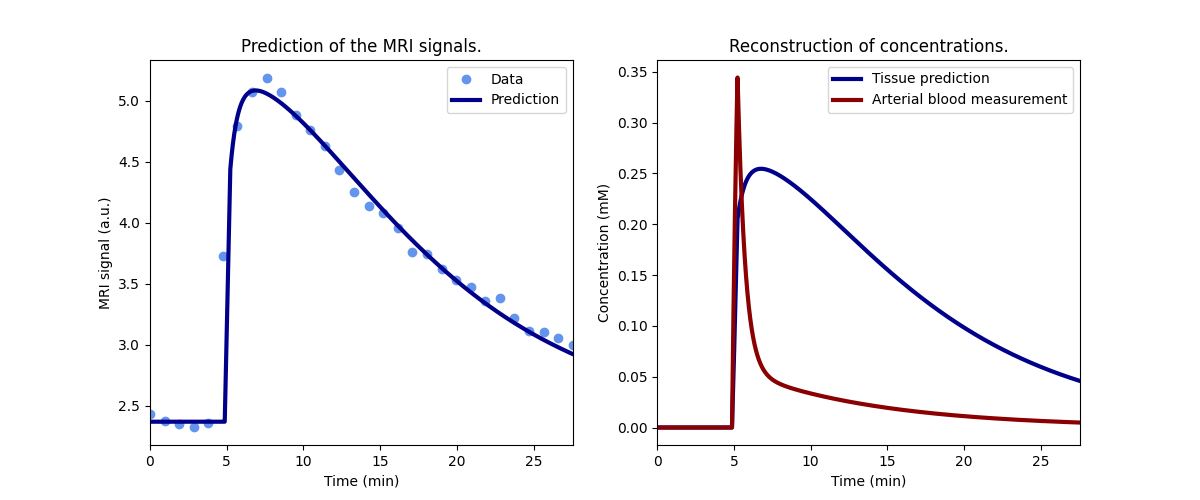 Prediction of the MRI signals.
Data
Prediction
5.0
4.5
4.0
3.5
3.0
2.5
MRI signal (a.u.)
0 5 10 15 20 25
Time (min)
Reconstruction of concentrations.
Tissue prediction
Arterial blood measurement
0.35
0.30
0.25
0.20
0.15
0.10
0.05
0.00
Concentration (mM)
0 5 10 15 20 25
Time (min)